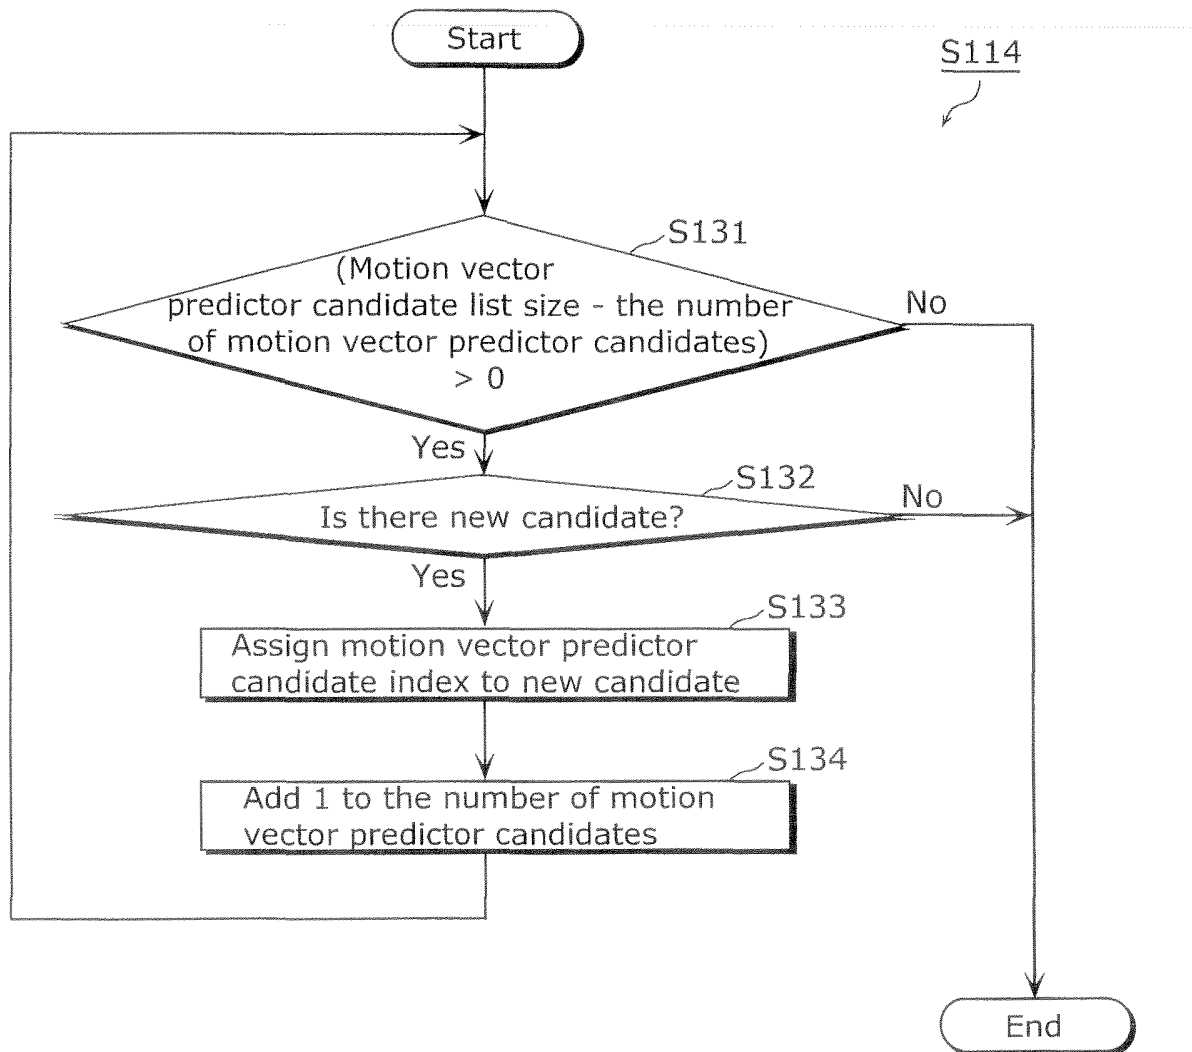 Start
S114
S131
(Motion vector
predictor candidate list size - the number
of motion vector predictor candidates)
> 0
No
Yes
S132
Is there new candidate?
No
Yes
S133
Assign motion vector predictor
candidate index to new candidate
S134
Add 1 to the number of motion
vector predictor candidates
End